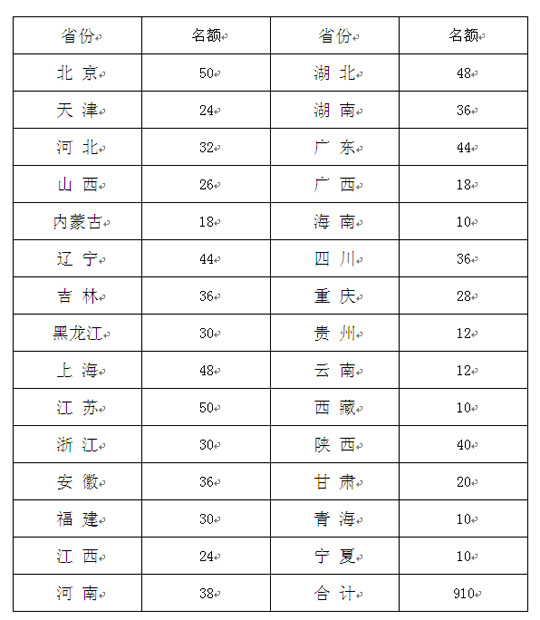 省份 名额 省份 名额
北 京 50 湖 北 48
天 津 24 湖 南 36
河 北 32 广 东 44
山 西 26 广 西 18
内蒙古 18 海 南 10
辽 宁 44 四 川 36
吉 林 36 重 庆 28
黑龙江 30 贵 州 12
上 海 48 云 南 12
江 苏 50 西 藏 10
浙 江 30 陕 西 40
安 徽 36 甘 肃 20
福 建 30 青 海 10
江 西 24 宁 夏 10
河 南 38 合 计 910